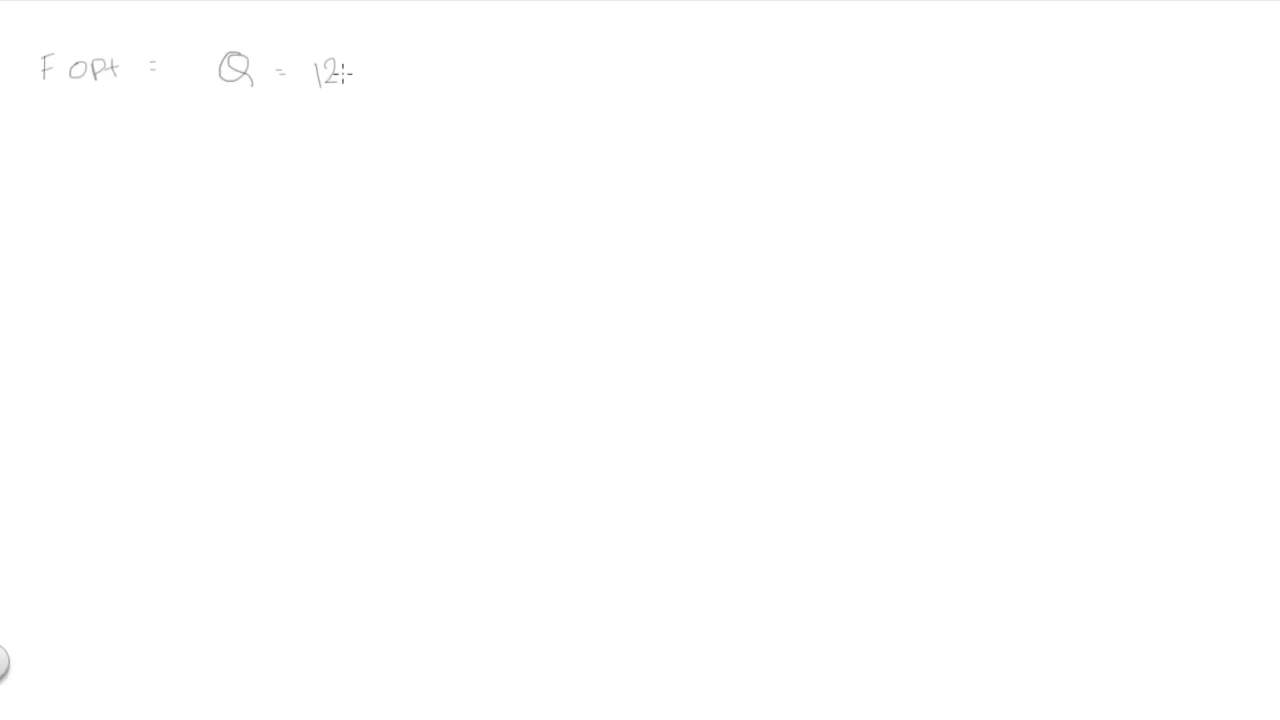 F opt = Q = 12